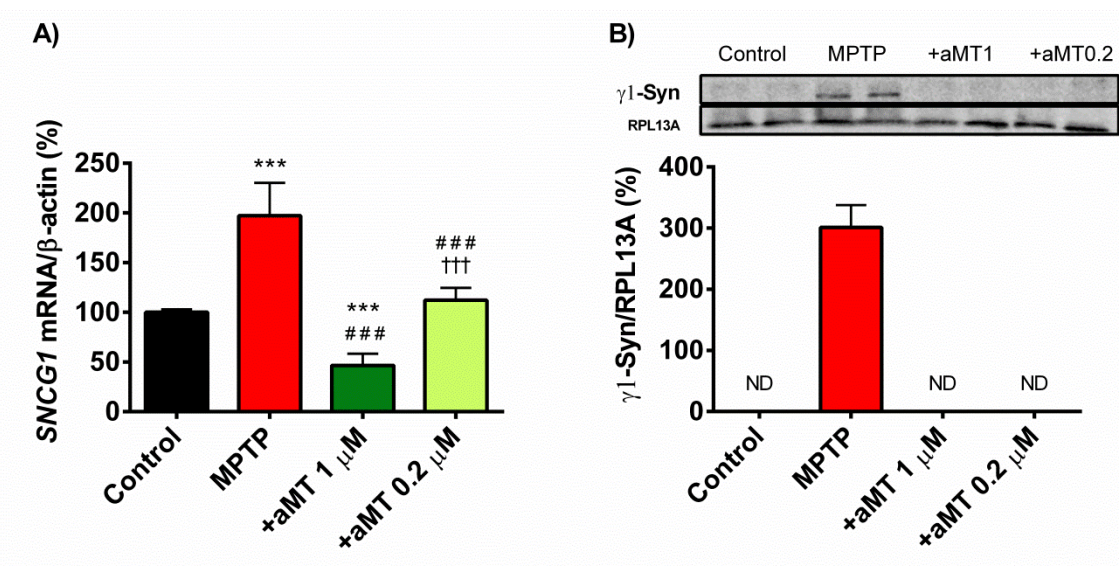 A)
SNCG1 mRNA/β-actin (%)
250
200
150
100
50
0
***
***
###
###
†††
Control
MPTP
+aMT 1 μM
+aMT 0.2 μM
B)
Control MPTP +aMT1 +aMT0.2
γ1-Syn
RPL13A
γ1-Syn/RPL13A (%)
400
300
200
100
0
ND
ND
ND
Control
MPTP
+aMT 1 μM
+aMT 0.2 μM